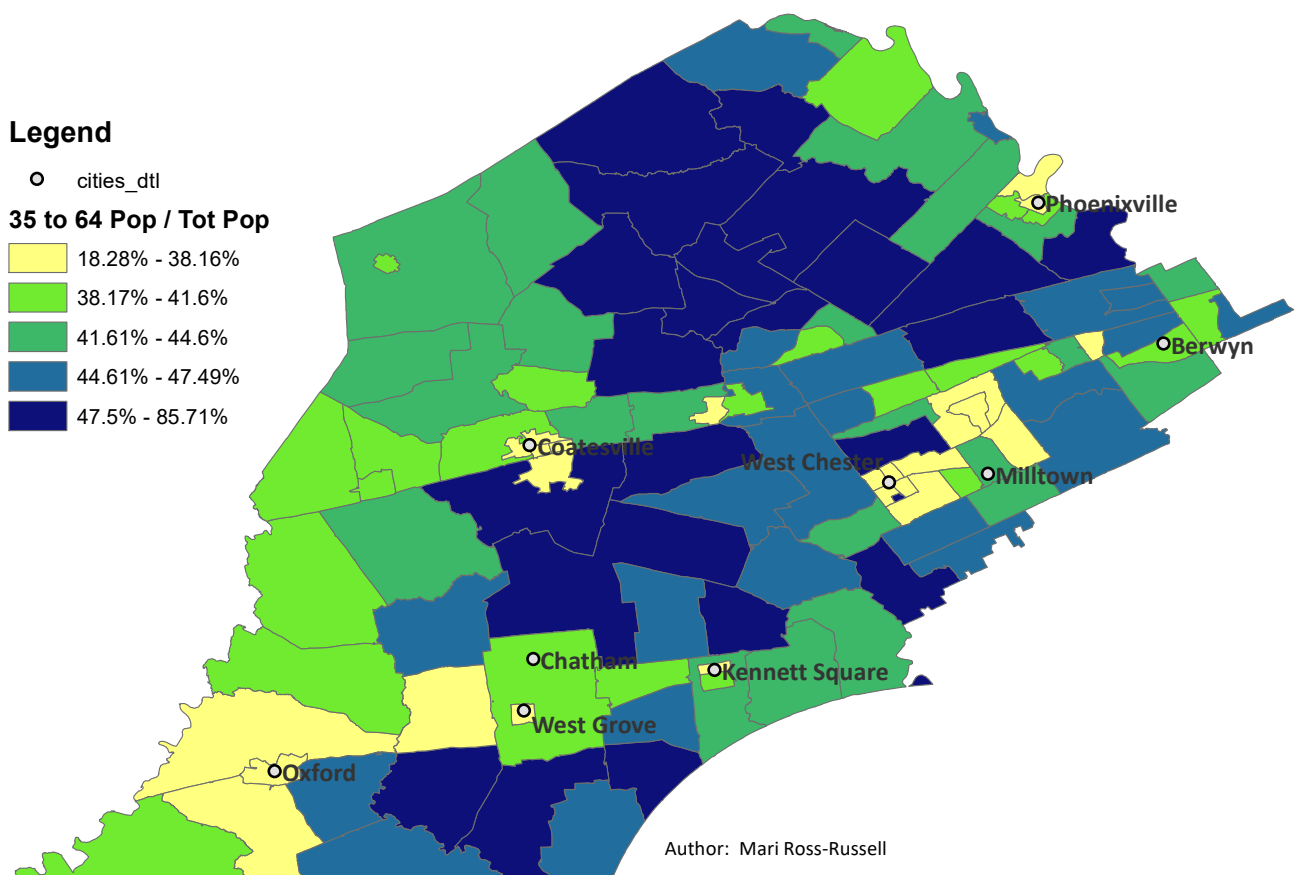 Legend
cities_dtl
35 to 64 Pop / Tot Pop
18.28% - 38.16%
38.17% - 41.6%
41.61% - 44.6%
44.61% - 47.49%
47.5% - 85.71%
Phoenixville
Berwyn
Coatesville
West Chester
Milltown
Chatham
Kennett Square
West Grove
Oxford
Author:  Mari Ross-Russell